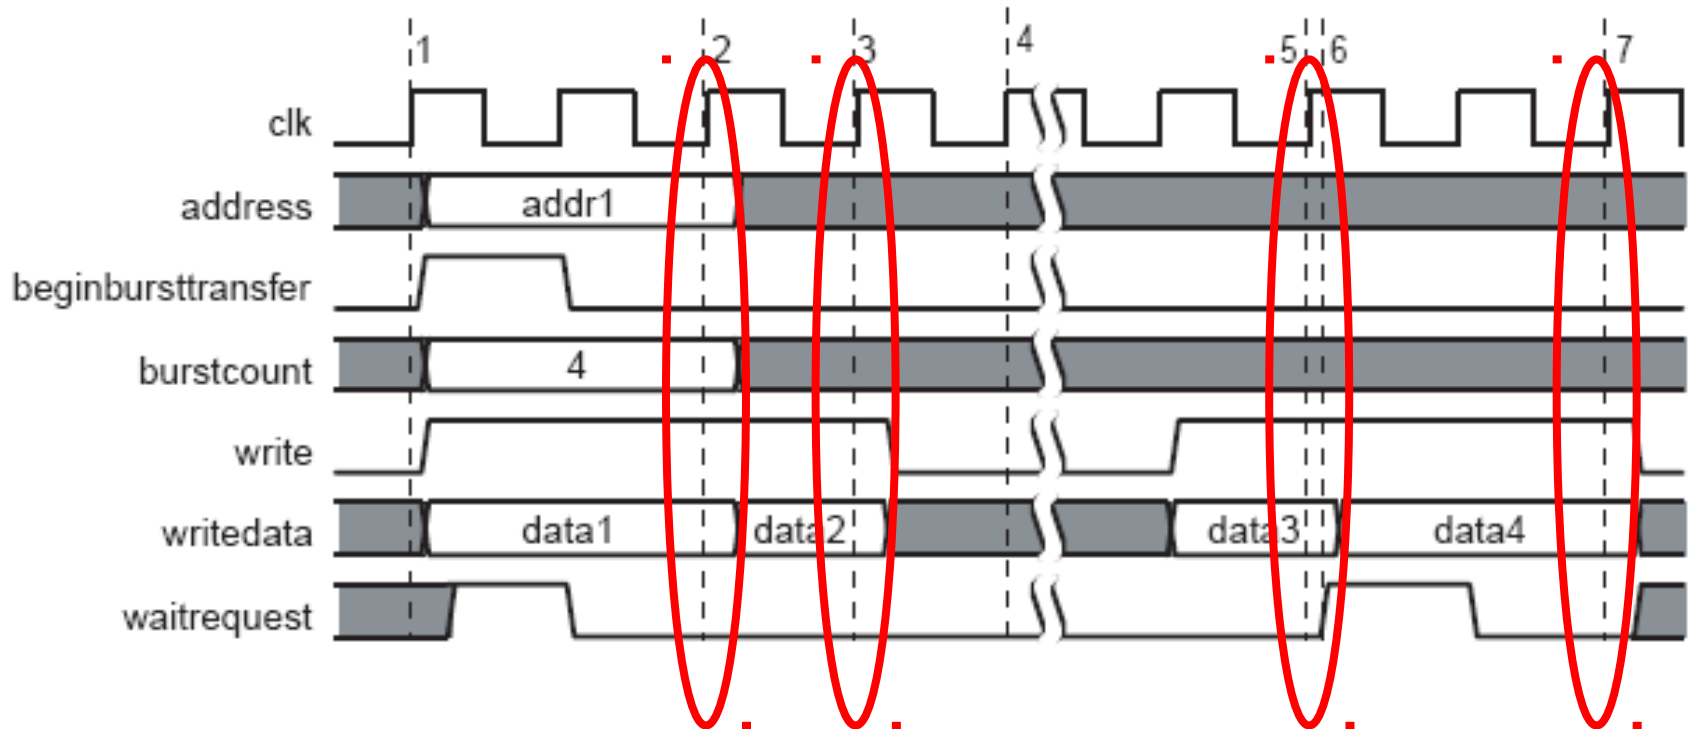 1 2 3 4 5 6 7
clk
address addr1
beginbursttransfer
burstcount 4
write
writedata data1 data2 data3 data4
waitrequest